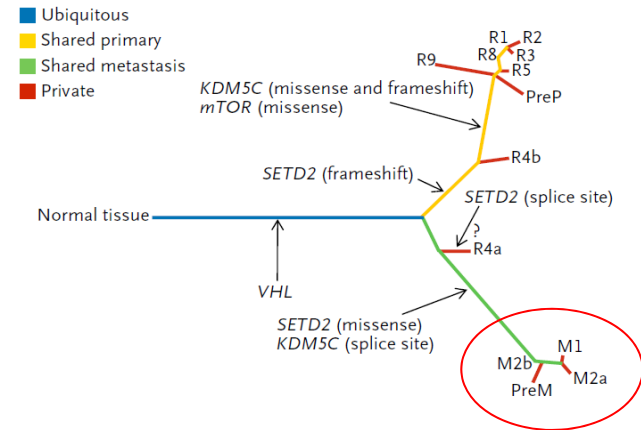 Ubiquitous
Shared primary
Shared metastasis
Private
R1
R2
R8
R3
R9
R5
PreP
KDM5C (missense and frameshift)
mTOR (missense)
R4b
SETD2 (frameshift)
SETD2 (splice site)
Normal tissue
?
R4a
VHL
SETD2 (missense)
KDM5C (splice site)
M1
M2b
M2a
PreM